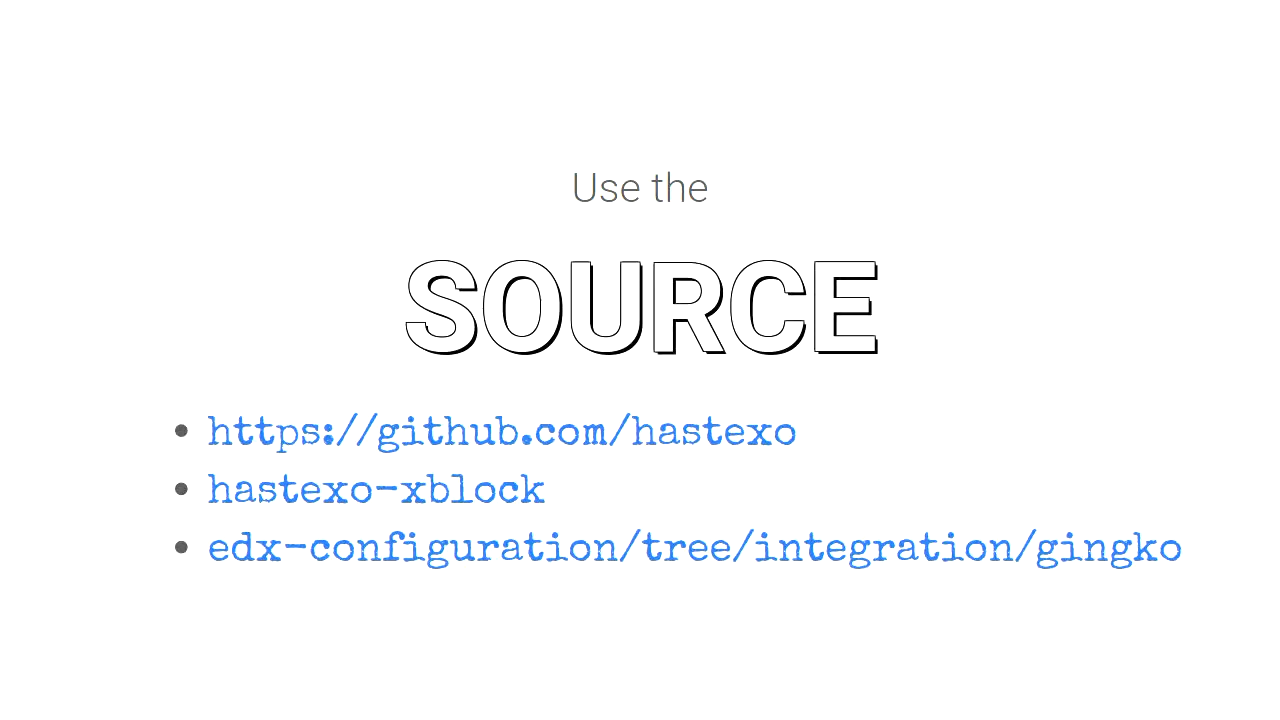 Use the
SOURCE
https://github.com/hastexo
hastexo-xblock
edx-configuration/tree/integration/gingko